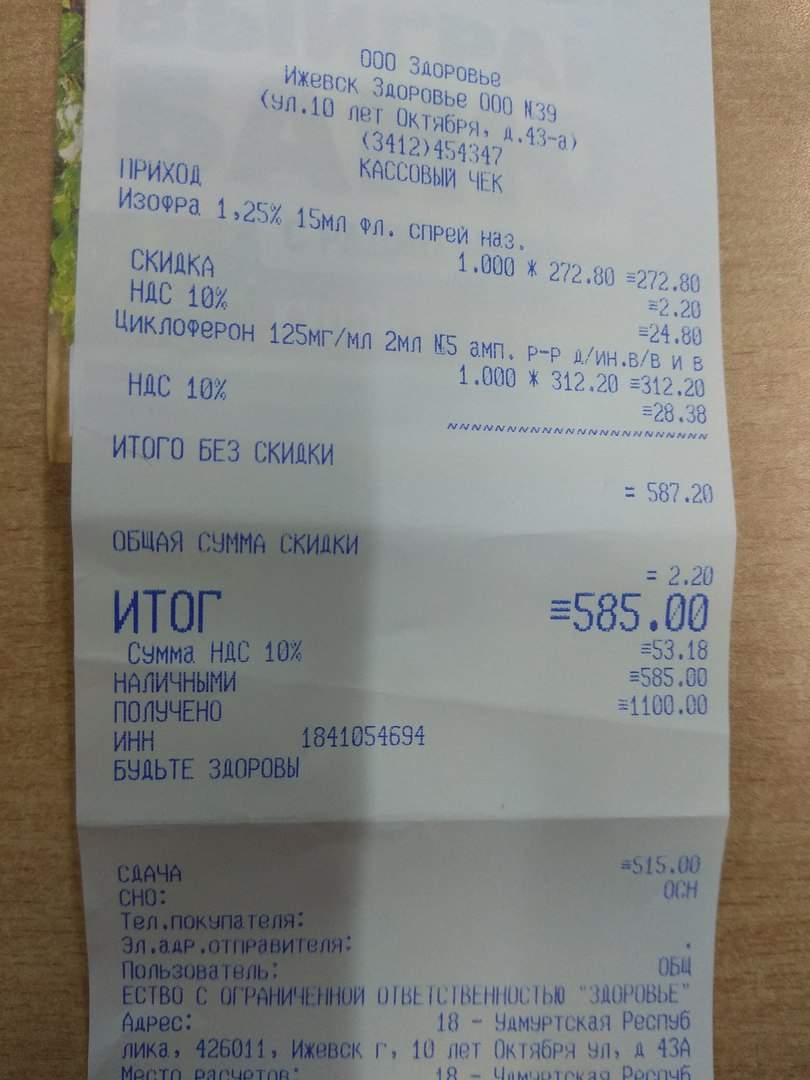 ООО Здоровье
Ижевск Здоровье ООО №39
(ул.10 лет Октября, д.43-а)
(3412)454347
ПРИХОД КАССОВЫЙ ЧЕК
Изофра 1,25% 15мл фл. спрей наз.
1.000 * 272.80 ≡272.80
СКИДКА ≡2.20
НДС 10% ≡24.80
Циклоферон 125мг/мл 2мл №5 амп. р-р д/ин.в/в и в
1.000 * 312.20 ≡312.20
НДС 10% ≡28.38
~~~~~~~~~~~~~~~~~~~~~~
ИТОГО БЕЗ СКИДКИ
= 587.20
ОБЩАЯ СУММА СКИДКИ
= 2.20
ИТОГ ≡585.00
Сумма НДС 10% ≡53.18
НАЛИЧНЫМИ ≡585.00
ПОЛУЧЕНО ≡1100.00
ИНН 1841054694
БУДЬТЕ ЗДОРОВЫ
СДАЧА ≡515.00
СНО: ОСН
Тел.покупателя:
Эл.адр.отправителя: .
Пользователь: ОБЩ
ЕСТВО С ОГРАНИЧЕННОЙ ОТВЕТСТВЕННОСТЬЮ "ЗДОРОВЬЕ"
Адрес: 18 - Удмуртская Респуб
лика, 426011, Ижевск г, 10 лет Октября ул, д 43А
Место расчетов: 18 - Удмуртская Респуб